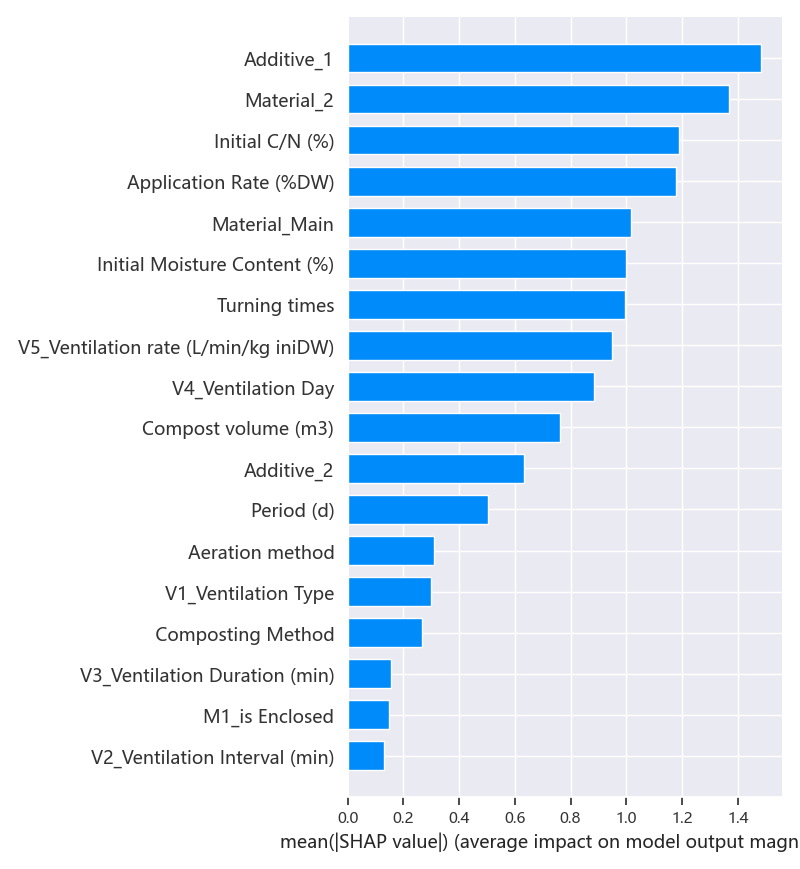 Additive_1
Material_2
Initial C/N (%)
Application Rate (%DW)
Material_Main
Initial Moisture Content (%)
Turning times
V5_Ventilation rate (L/min/kg iniDW)
V4_Ventilation Day
Compost volume (m3)
Additive_2
Period (d)
Aeration method
V1_Ventilation Type
Composting Method
V3_Ventilation Duration (min)
M1_is Enclosed
V2_Ventilation Interval (min)
0.0 0.2 0.4 0.6 0.8 1.0 1.2 1.4
mean(|SHAP value|) (average impact on model output magn